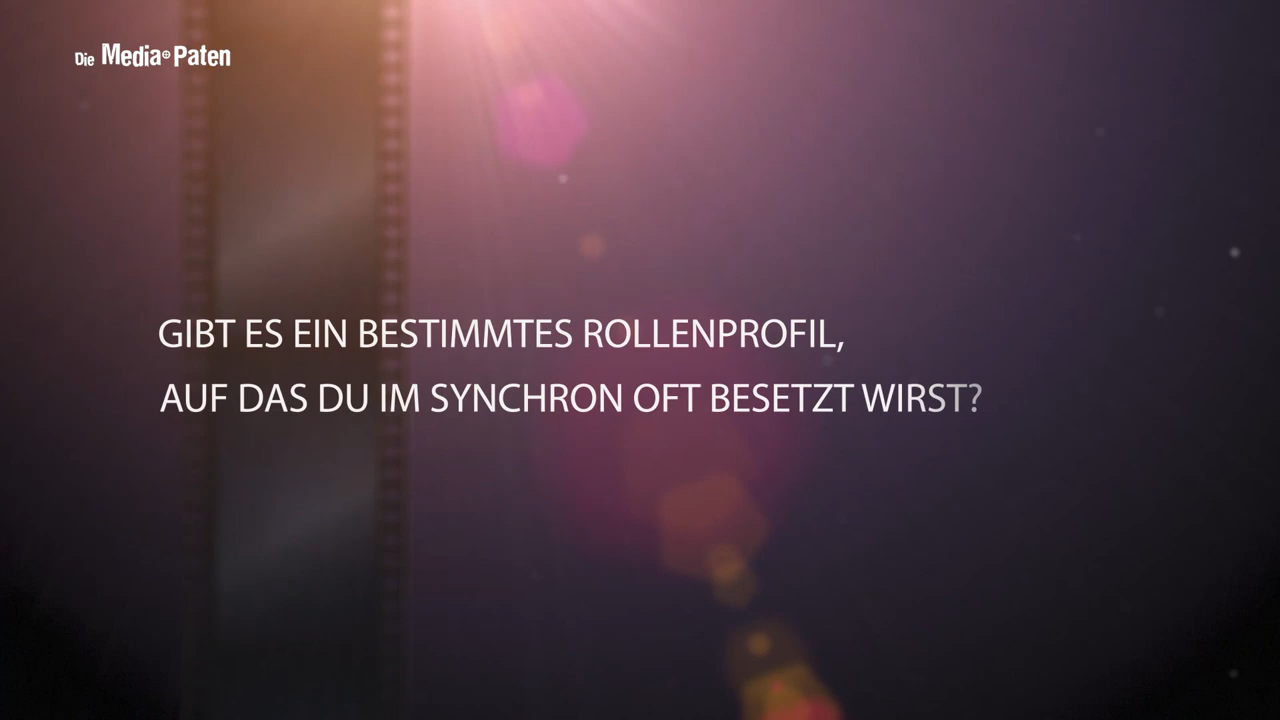 Die Media Paten
GIBT ES EIN BESTIMMTES ROLLENPROFIL,
AUF DAS DU IM SYNCHRON OFT BESETZT WIRST?